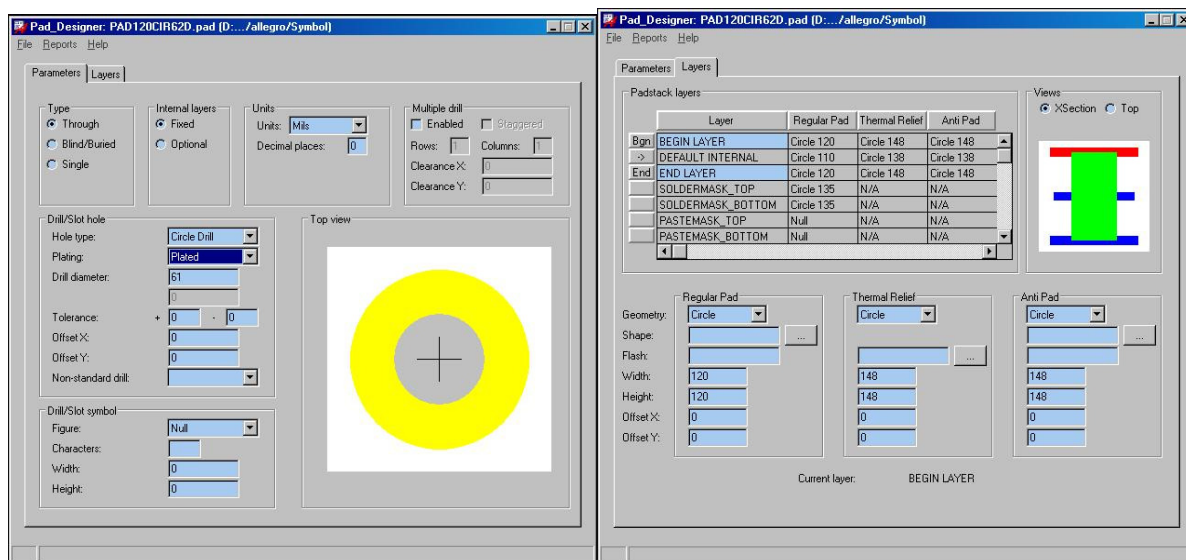 Pad_Designer: PAD120CIR62D.pad (D:.../allegro/Symbol)
File Reports Help
Parameters Layers
Type
Through
Blind/Buried
Single
Internal layers
Fixed
Optional
Units
Units: Mils
Decimal places: 0
Multiple drill
Enabled Staggered
Rows: 1 Columns: 1
Clearance X: 0
Clearance Y: 0
Drill/Slot hole
Hole type: Circle Drill
Plating: Plated
Drill diameter: 61
0
Tolerance: + 0 - 0
Offset X: 0
Offset Y: 0
Non-standard drill:
Drill/Slot symbol
Figure: Null
Characters:
Width: 0
Height: 0
Top view
Pad_Designer: PAD120CIR62D.pad (D:.../allegro/Symbol)
File Reports Help
Parameters Layers
Padstack layers
Layer Regular Pad Thermal Relief Anti Pad
Bgn BEGIN LAYER Circle 120 Circle 148 Circle 148
-> DEFAULT INTERNAL Circle 110 Circle 138 Circle 138
End END LAYER Circle 120 Circle 148 Circle 148
SOLDERMASK_TOP Circle 135 N/A N/A
SOLDERMASK_BOTTOM Circle 135 N/A N/A
PASTEMASK_TOP Null N/A N/A
PASTEMASK_BOTTOM Null N/A N/A
Views
XSection Top
Regular Pad Thermal Relief Anti Pad
Geometry: Circle Circle Circle
Shape: ...
Flash: ...
Width: 120 148 148
Height: 120 148 148
Offset X: 0 0 0
Offset Y: 0 0 0
Current layer: BEGIN LAYER